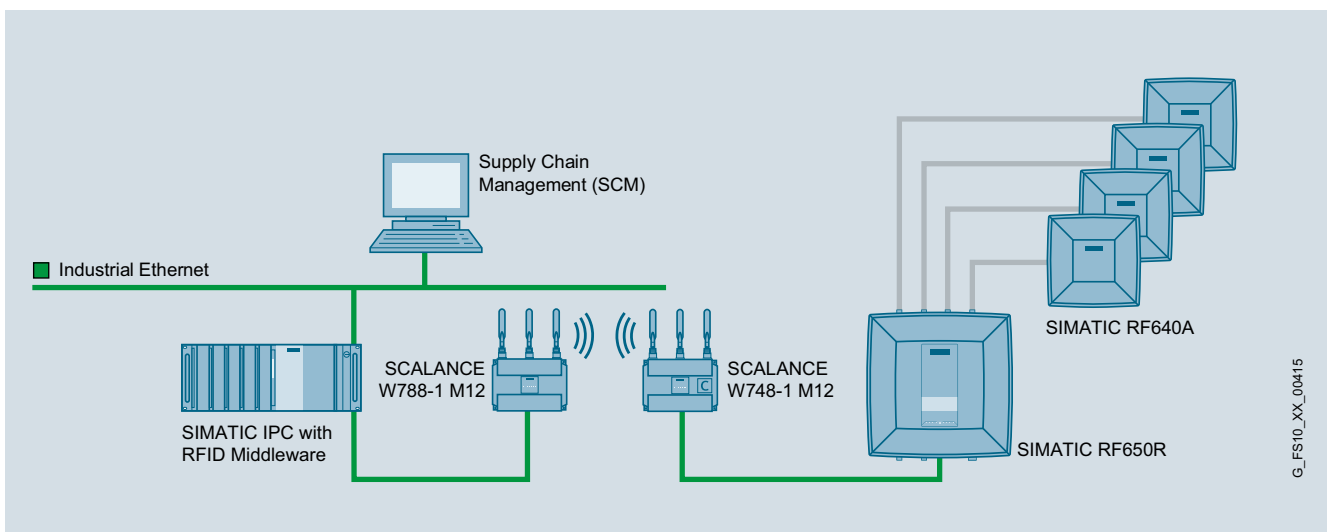 Supply Chain
Management (SCM)
Industrial Ethernet
SIMATIC RF640A
SCALANCE
W788-1 M12
SCALANCE
W748-1 M12
C
SIMATIC IPC with
RFID Middleware
SIMATIC RF650R
G_FS10_XX_00415